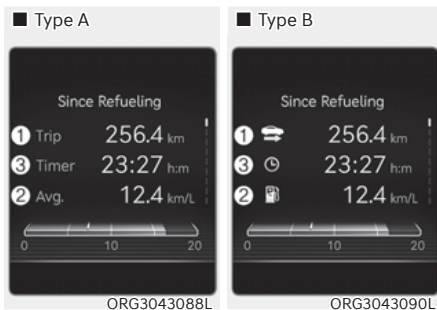 ■ Type A
Since Refueling
① Trip 256.4 km
③ Timer 23:27 h:m
② Avg. 12.4 km/L
0 10 20
ORG3043088L
■ Type B
Since Refueling
① 256.4 km
③ 23:27 h:m
② 12.4 km/L
0 10 20
ORG3043090L